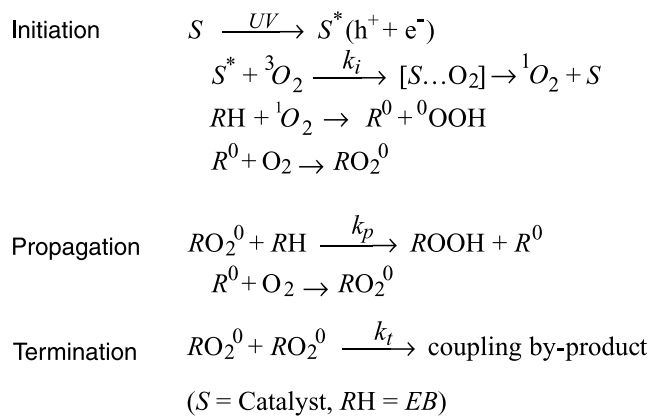 Initiation S UV→ S*(h⁺ + e⁻)
S* + ³O₂ kᵢ→ [S…O₂] → ¹O₂ + S
RH + ¹O₂ → R⁰ + ⁰OOH
R⁰ + O₂ → RO₂⁰
Propagation RO₂⁰ + RH kₚ→ ROOH + R⁰
R⁰ + O₂ → RO₂⁰
Termination RO₂⁰ + RO₂⁰ kₜ→ coupling by-product
(S = Catalyst, RH = EB)